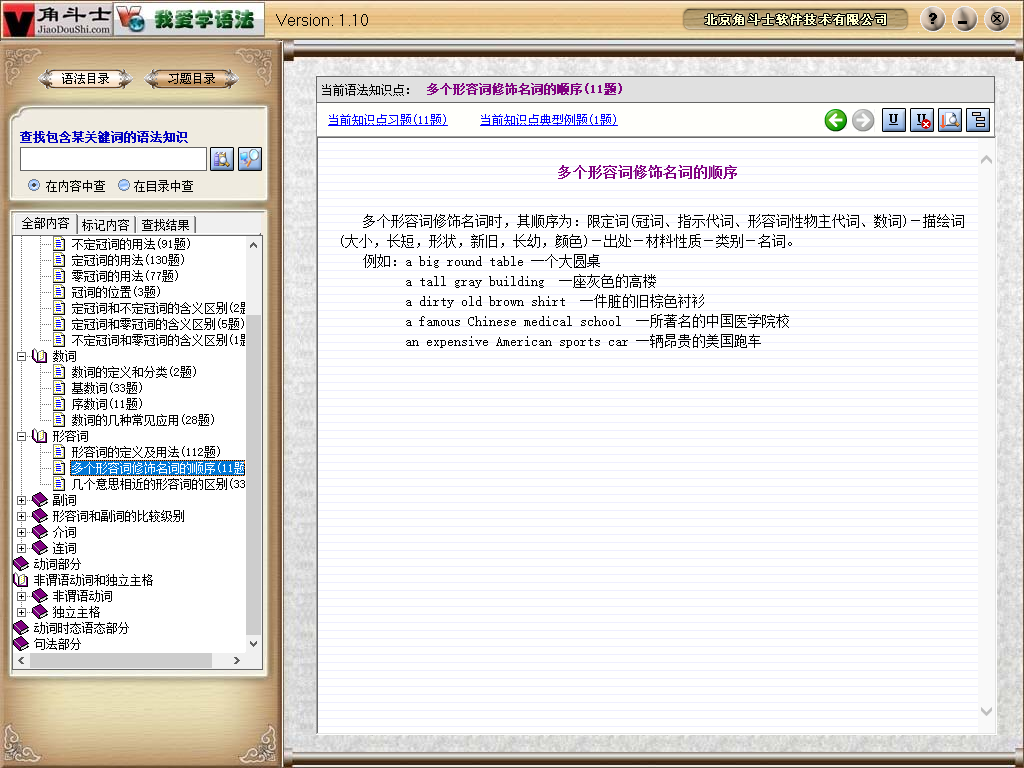 角斗士
JiaoDouShi.com
我爱学语法
Version: 1.10
北京角斗士软件技术有限公司
语法目录
习题目录
查找包含某关键词的语法知识
在内容中查
在目录中查
全部内容
标记内容
查找结果
不定冠词的用法(91题)
定冠词的用法(130题)
零冠词的用法(77题)
冠词的位置(3题)
定冠词和不定冠词的含义区别(2题
定冠词和零冠词的含义区别(5题)
不定冠词和零冠词的含义区别(1题
数词
数词的定义和分类(2题)
基数词(33题)
序数词(11题)
数词的几种常见应用(28题)
形容词
形容词的定义及用法(112题)
多个形容词修饰名词的顺序(11题
几个意思相近的形容词的区别(33
副词
形容词和副词的比较级别
介词
连词
动词部分
非谓语动词和独立主格
非谓语动词
独立主格
动词时态语态部分
句法部分
当前语法知识点: 多个形容词修饰名词的顺序(11题)
当前知识点习题(11题)
当前知识点典型例题(1题)
多个形容词修饰名词的顺序
多个形容词修饰名词时，其顺序为：限定词(冠词、指示代词、形容词性物主代词、数词)－描绘词
(大小，长短，形状，新旧，长幼，颜色)－出处－材料性质－类别－名词。
例如：a big round table 一个大圆桌
a tall gray building 一座灰色的高楼
a dirty old brown shirt 一件脏的旧棕色衬衫
a famous Chinese medical school 一所著名的中国医学院校
an expensive American sports car 一辆昂贵的美国跑车